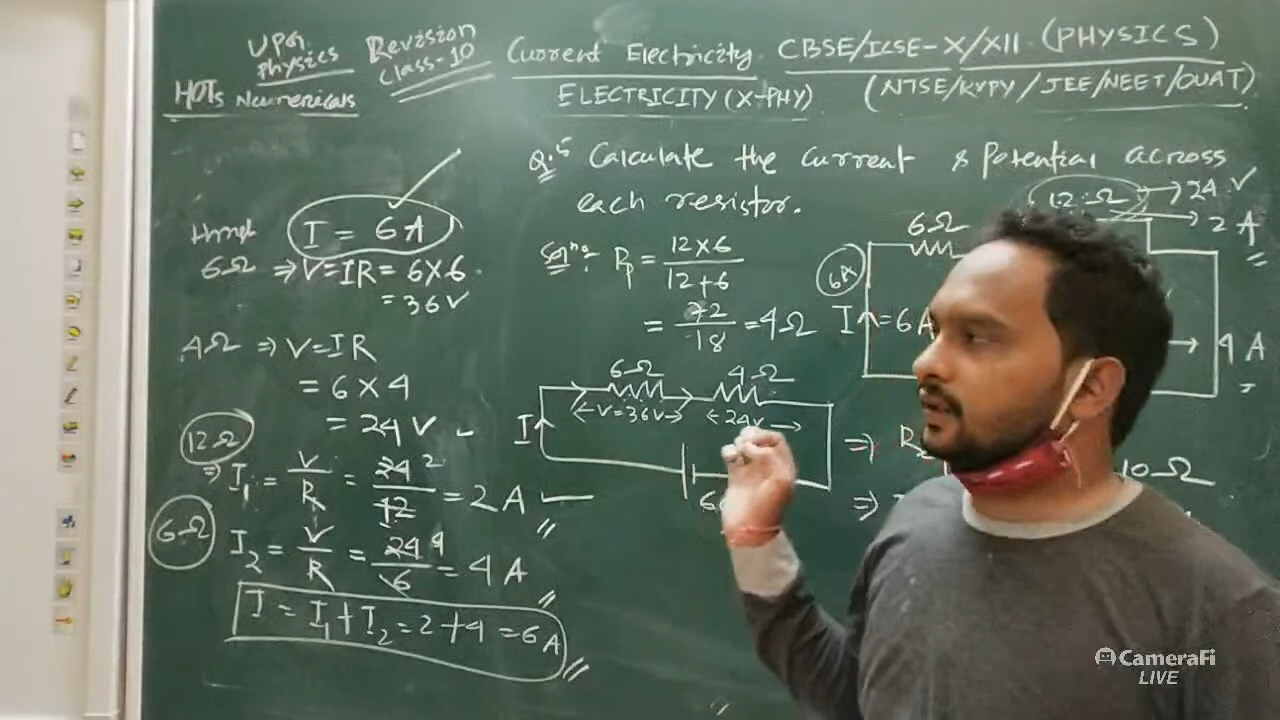 UPON Physics
Revision Class-10
Current Electricity
CBSE/ICSE-X/XII (PHYSICS)
HOTs Numericals
ELECTRICITY (X-PHY)
(NTSE/KVPY/JEE/NEET/OUAT)
Q.5 Calculate the Current & Potential across
each resistor.
12Ω → 24 V
→ 2 A
6Ω
6A
I = 6A
4 A
Solⁿ:- Rp = 12×6 / 12+6
= 72 / 18 = 4Ω
6Ω 4Ω
←V=36V→ ←24V→
I
⇒
⇒
10Ω
I = 6A
6Ω ⇒ V=IR = 6×6
= 36V
4Ω ⇒ V=IR
= 6×4
= 24V
12Ω
⇒ I₁ = V/R = 24/12 = 2A
6Ω
I₂ = V/R = 24/6 = 4A
I = I₁+I₂ = 2+4 = 6A
CameraFi
LIVE